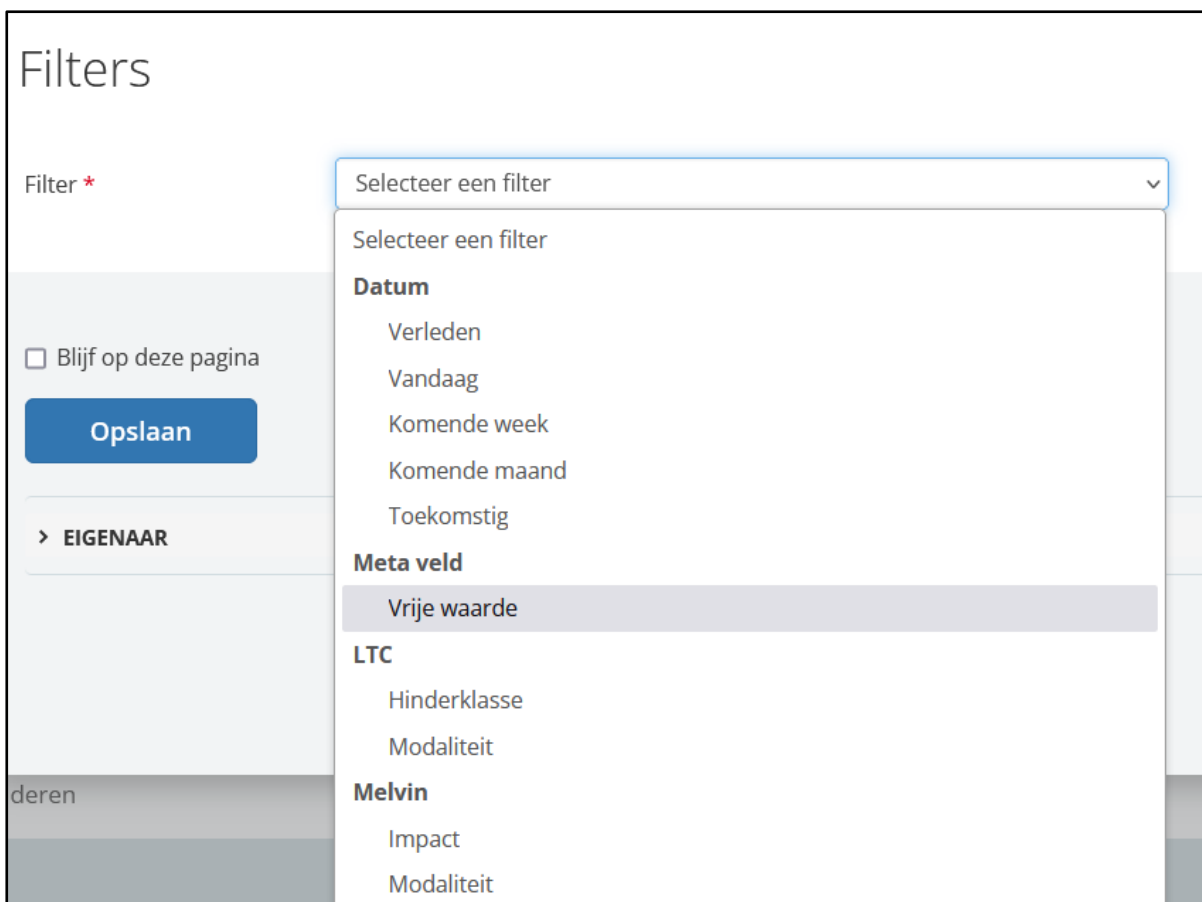 Filters
Filter *
Selecteer een filter
Selecteer een filter
Datum
Verleden
Vandaag
Komende week
Komende maand
Toekomstig
Meta veld
Vrije waarde
LTC
Hinderklasse
Modaliteit
Melvin
Impact
Modaliteit
Blijf op deze pagina
Opslaan
EIGENAAR
deren